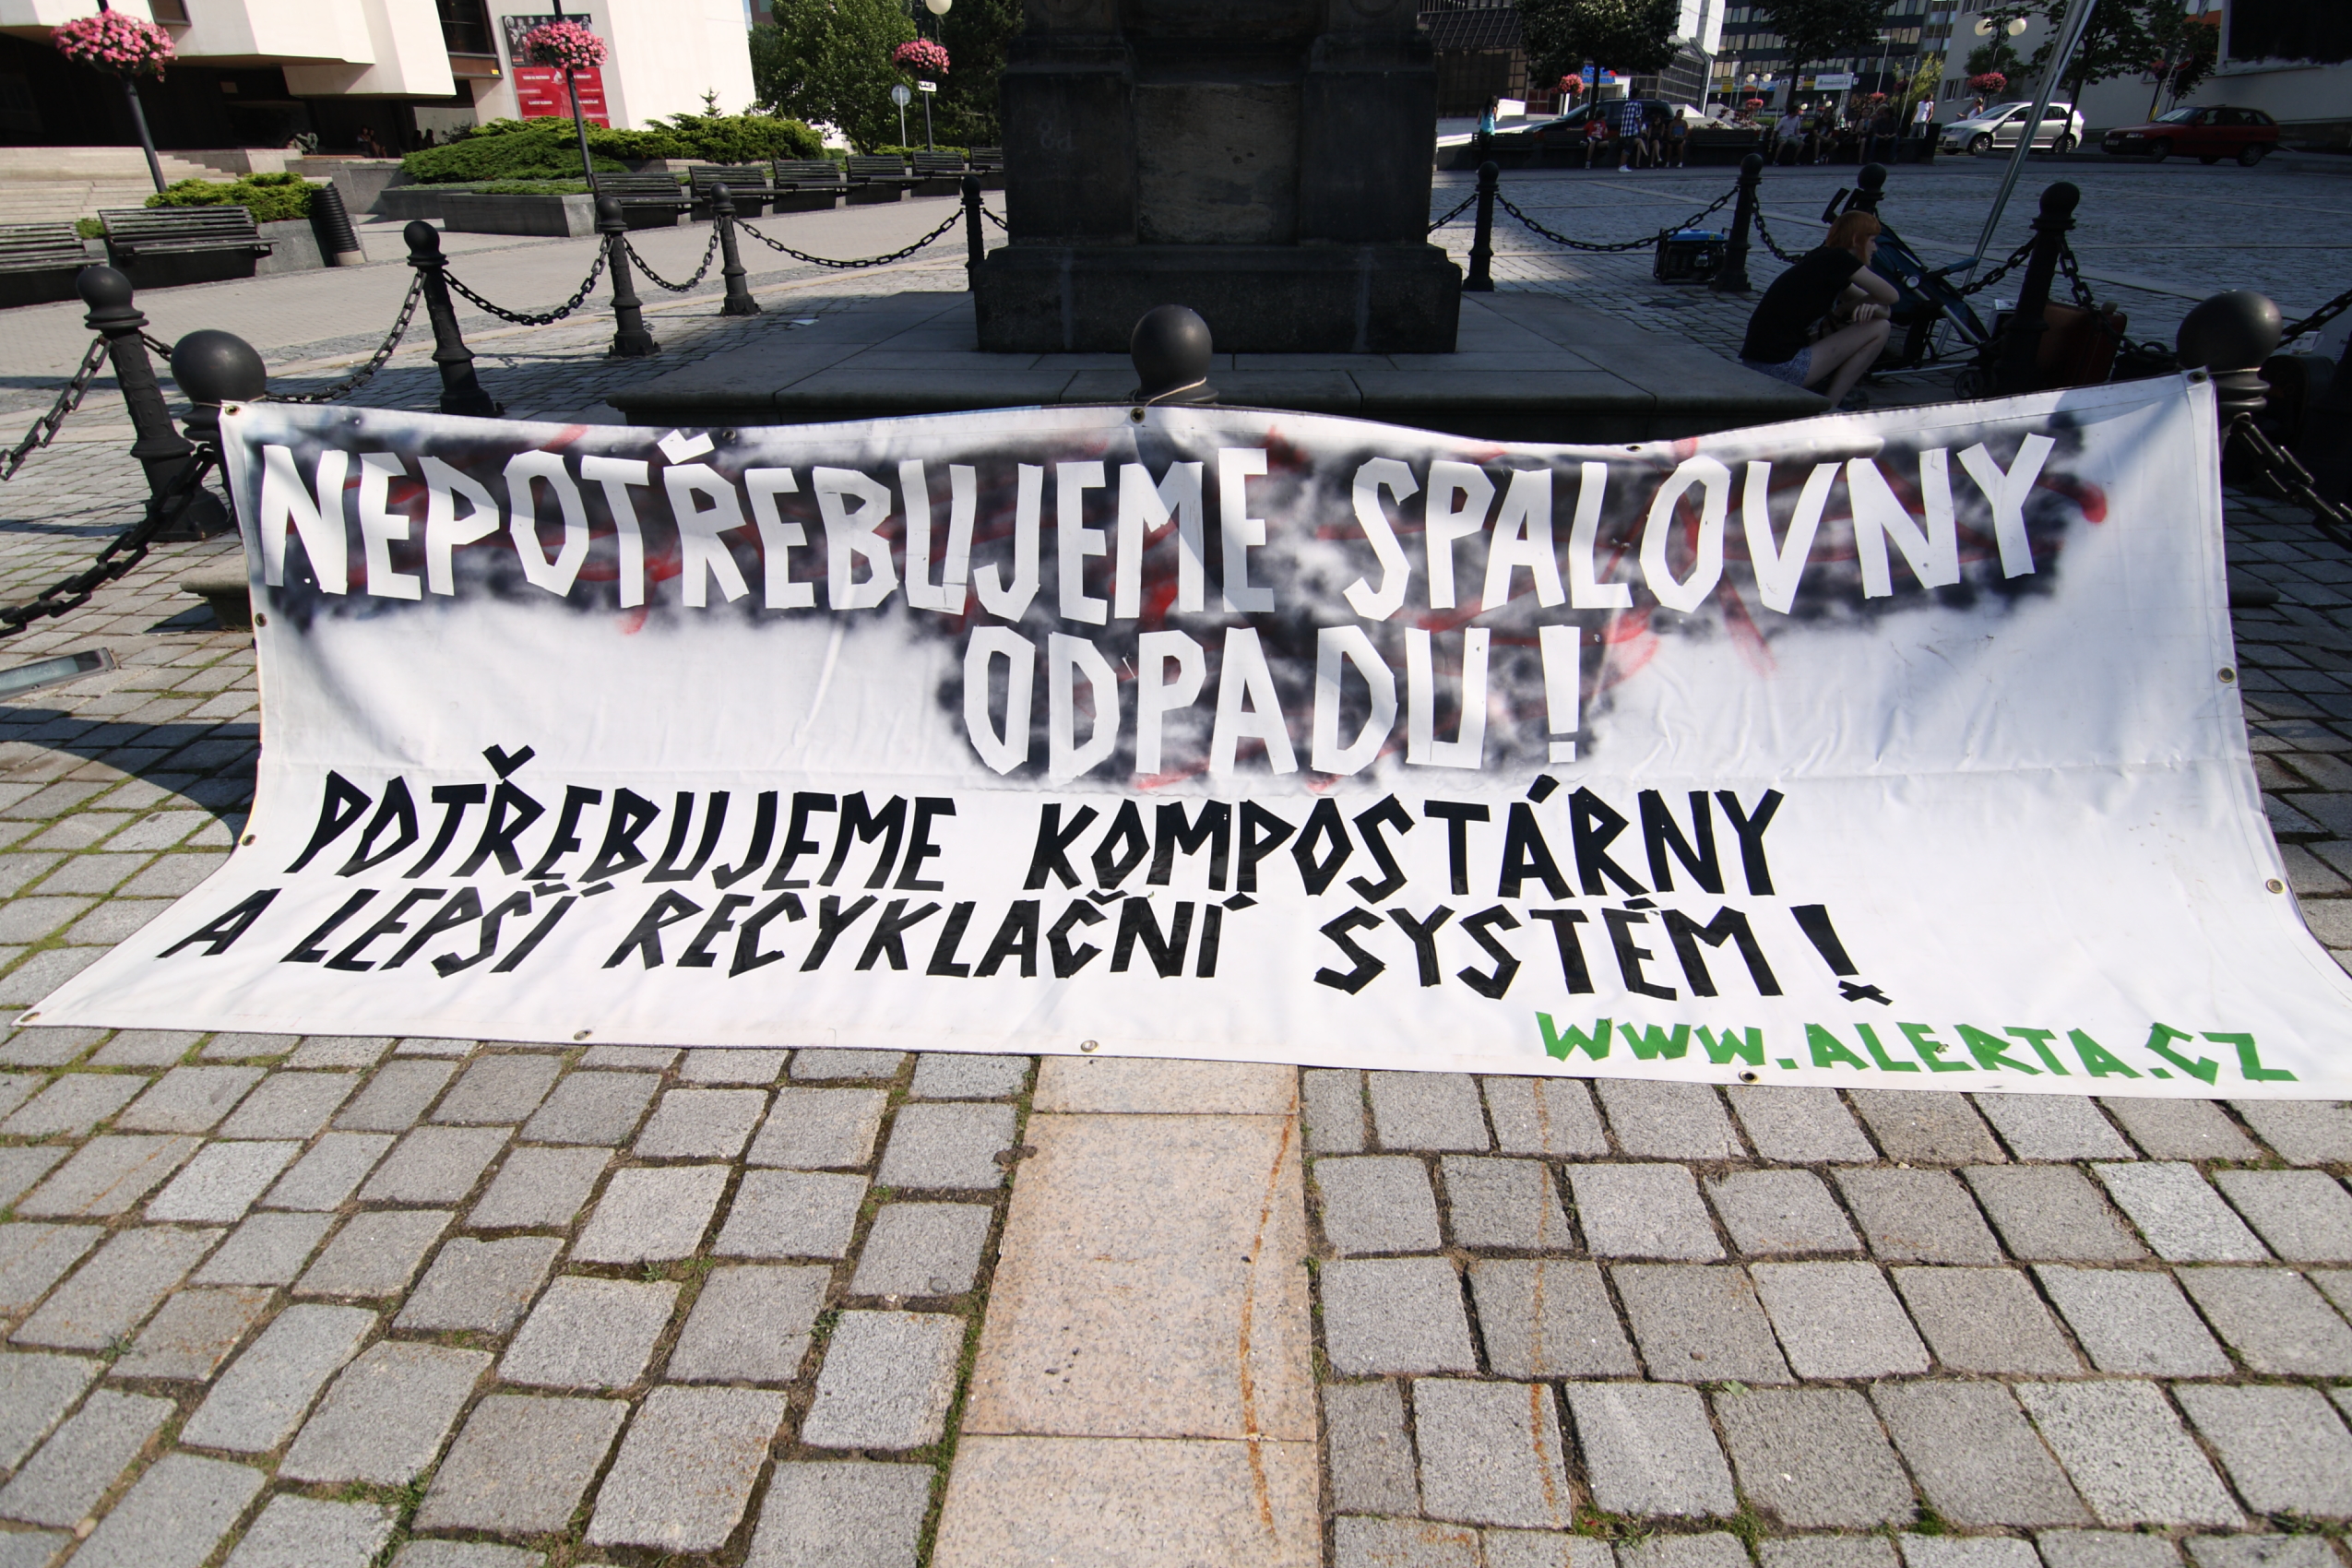 NEPOTŘEBUJEME SPALOVNY
ODPADU!
POTŘEBUJEME KOMPOSTÁRNY
A LEPŠÍ RECYKLAČNÍ SYSTÉM!
WWW.ALERTA.CZ